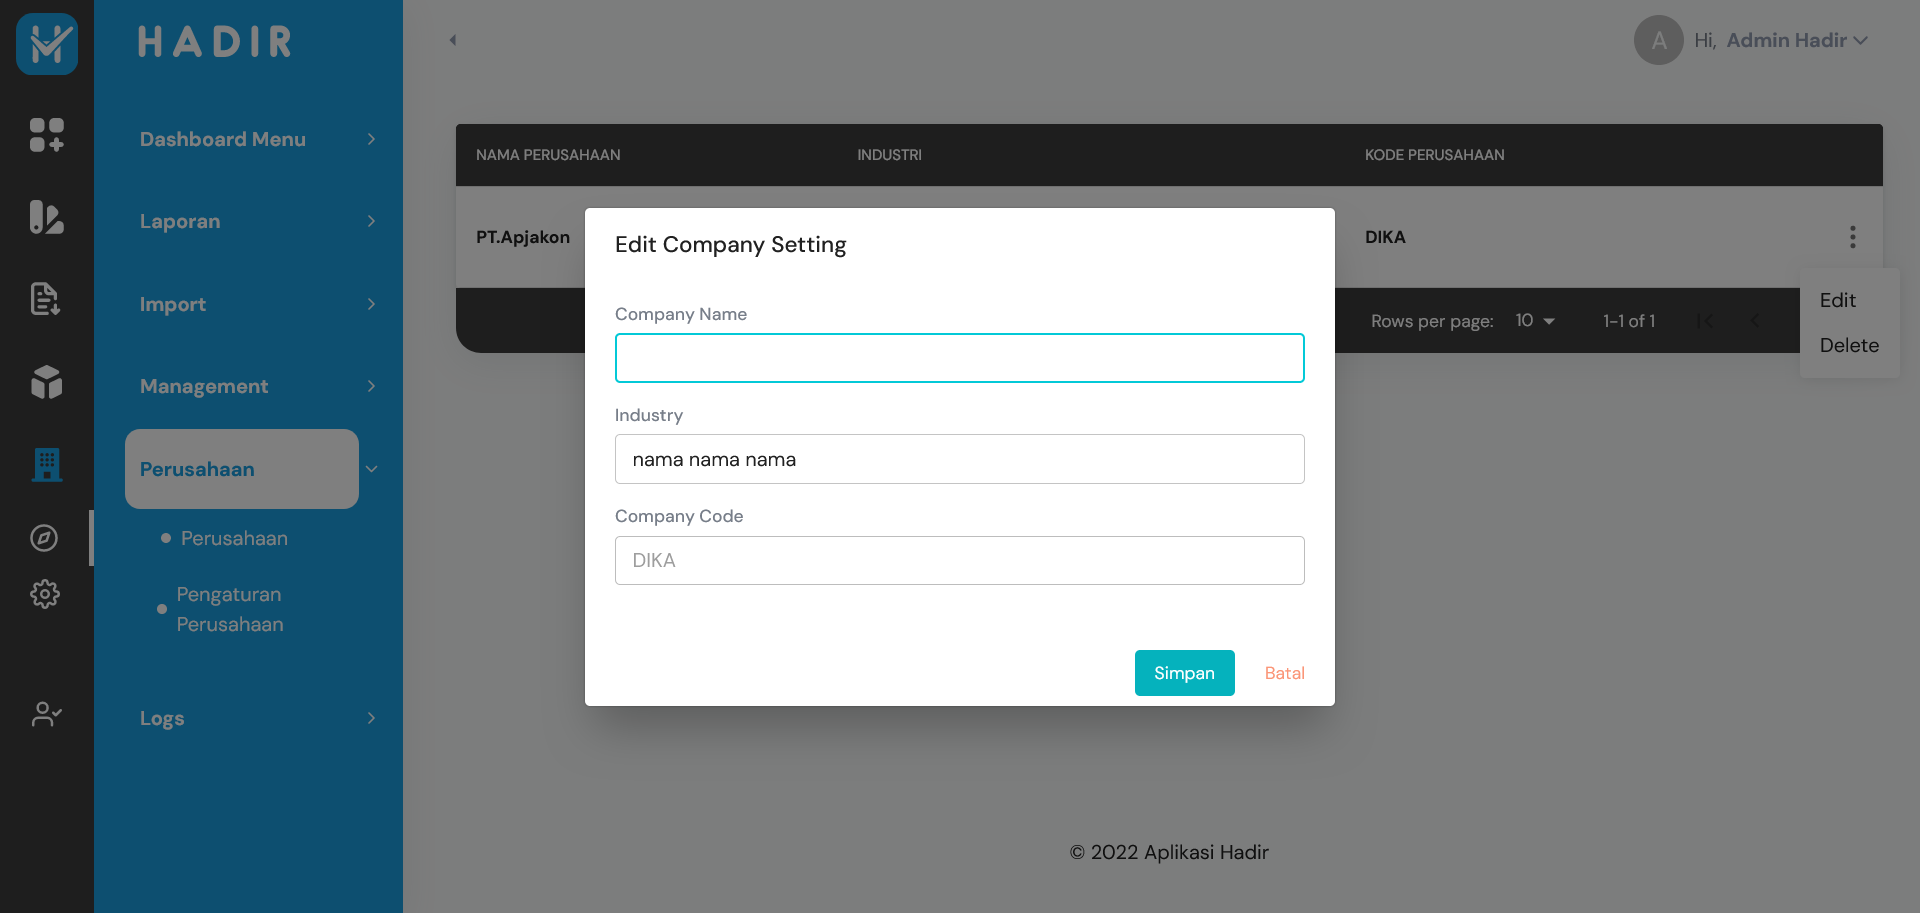 HADIR
Dashboard Menu
Laporan
Import
Management
Perusahaan
Perusahaan
Pengaturan
Perusahaan
Logs
A Hi, Admin Hadir
NAMA PERUSAHAAN INDUSTRI KODE PERUSAHAAN
PT.Apjakon DIKA
Rows per page: 10 1-1 of 1
Edit
Delete
Edit Company Setting
Company Name
Industry
nama nama nama
Company Code
DIKA
Simpan Batal
© 2022 Aplikasi Hadir